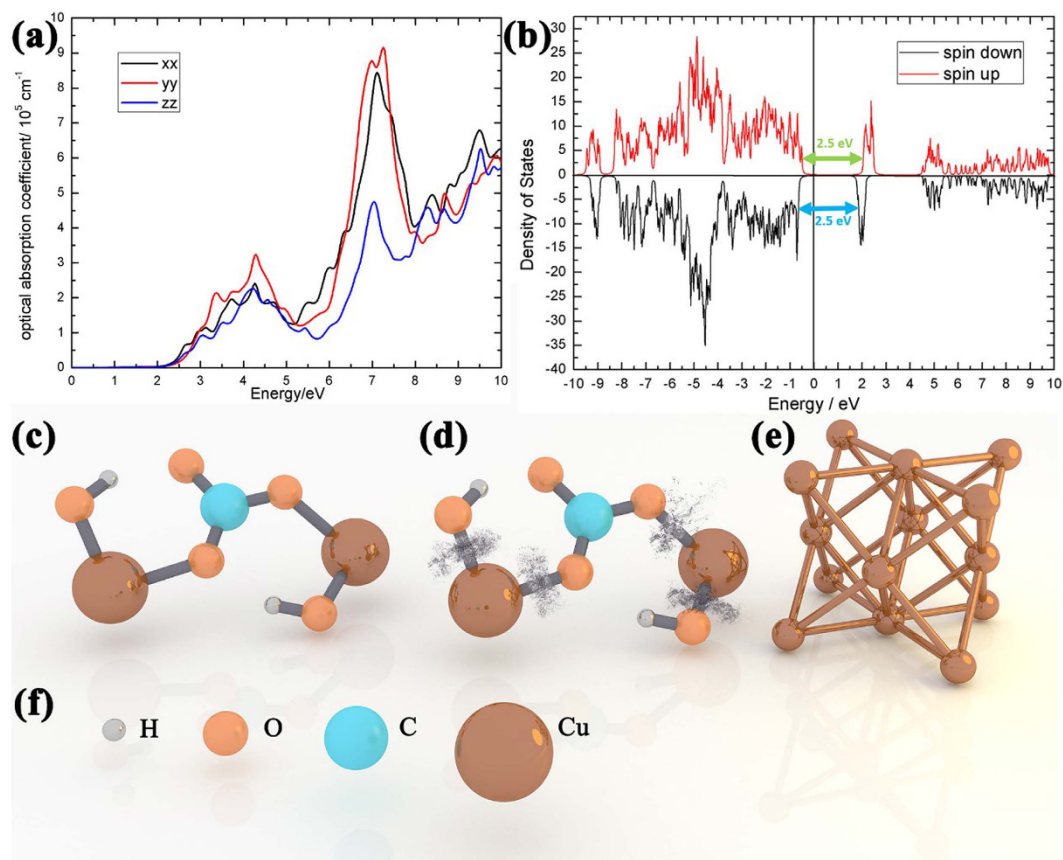 (a)
xx
yy
zz
optical absorption coefficient/ 10⁵ cm⁻¹
10
9
8
7
6
5
4
3
2
1
0
0 1 2 3 4 5 6 7 8 9 10
Energy/eV
(b)
spin down
spin up
2.5 eV
2.5 eV
Density of States
30
25
20
15
10
5
0
-5
-10
-15
-20
-25
-30
-35
-40
-10 -9 -8 -7 -6 -5 -4 -3 -2 -1 0 1 2 3 4 5 6 7 8 9 10
Energy / eV
(c)
(d)
(e)
(f)
H
O
C
Cu